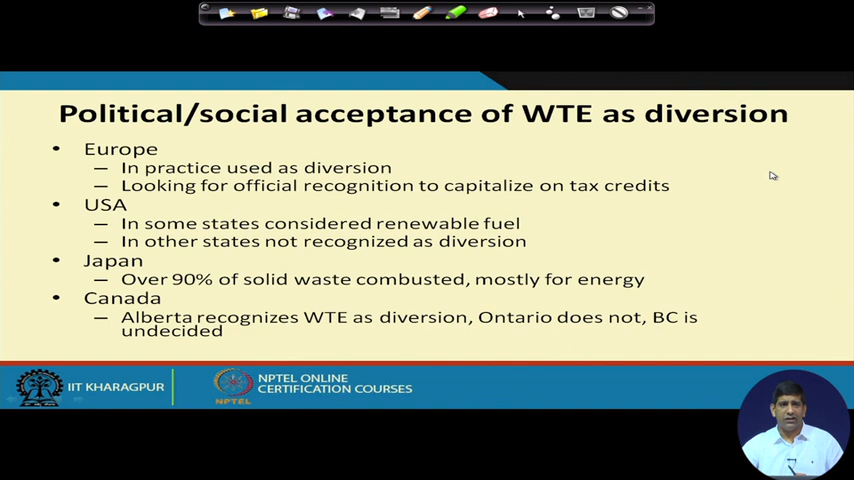 Political/social acceptance of WTE as diversion
• Europe
– In practice used as diversion
– Looking for official recognition to capitalize on tax credits
• USA
– In some states considered renewable fuel
– In other states not recognized as diversion
• Japan
– Over 90% of solid waste combusted, mostly for energy
• Canada
– Alberta recognizes WTE as diversion, Ontario does not, BC is
undecided
IIT KHARAGPUR
NPTEL
NPTEL ONLINE
CERTIFICATION COURSES